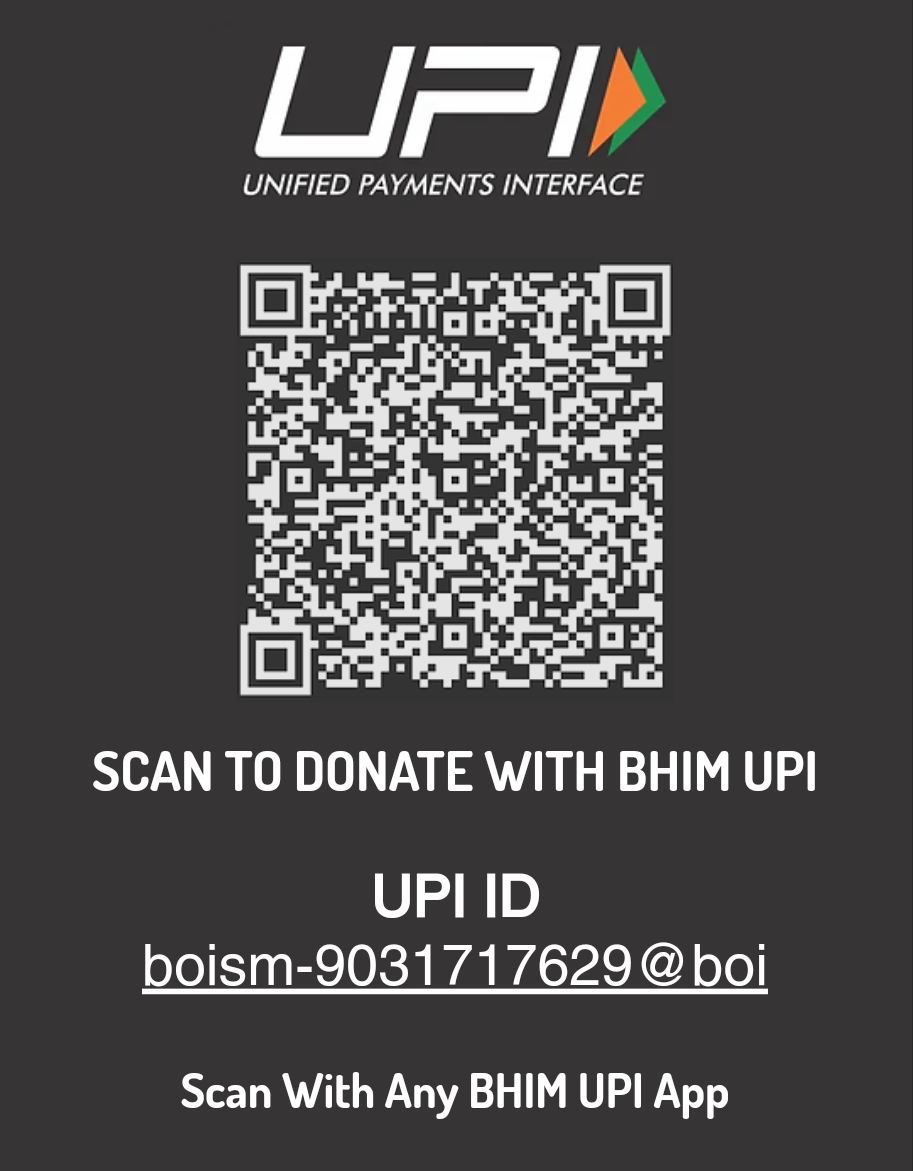 UPI
UNIFIED PAYMENTS INTERFACE
SCAN TO DONATE WITH BHIM UPI
UPI ID
boism-9031717629@boi
Scan With Any BHIM UPI App